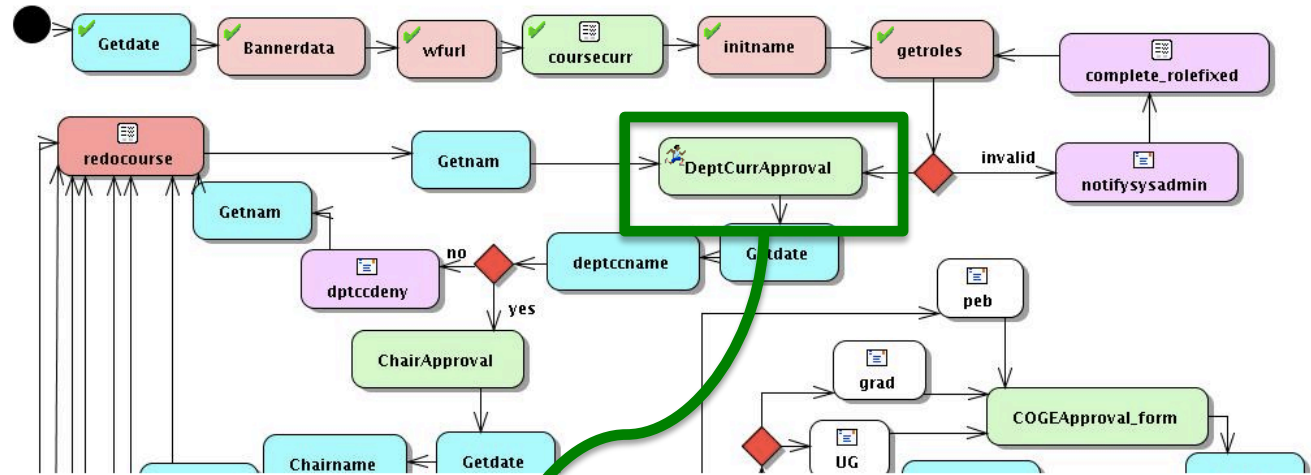 Getdate
Bannerdata
wfurl
coursecurr
initname
getroles
complete_rolefixed
redocourse
Getnam
DeptCurrApproval
invalid
notifysysadmin
Getnam
dptccdeny
no
deptccname
Getdate
yes
peb
ChairApproval
grad
COGEApproval_form
Chairname
Getdate
UG